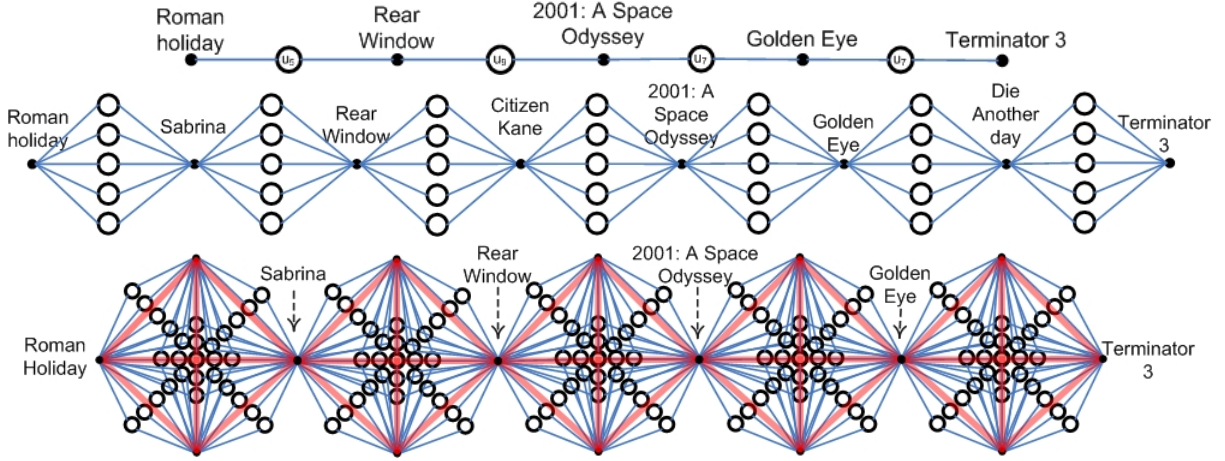 Roman
holiday
Rear
Window
2001: A Space
Odyssey
Golden Eye
Terminator 3
u5
u9
u7
u7
Roman
holiday
Sabrina
Rear
Window
Citizen
Kane
2001: A
Space
Odyssey
Golden
Eye
Die
Another
day
Terminator
3
Roman
Holiday
Sabrina
Rear
Window
2001: A Space
Odyssey
Golden
Eye
Terminator
3